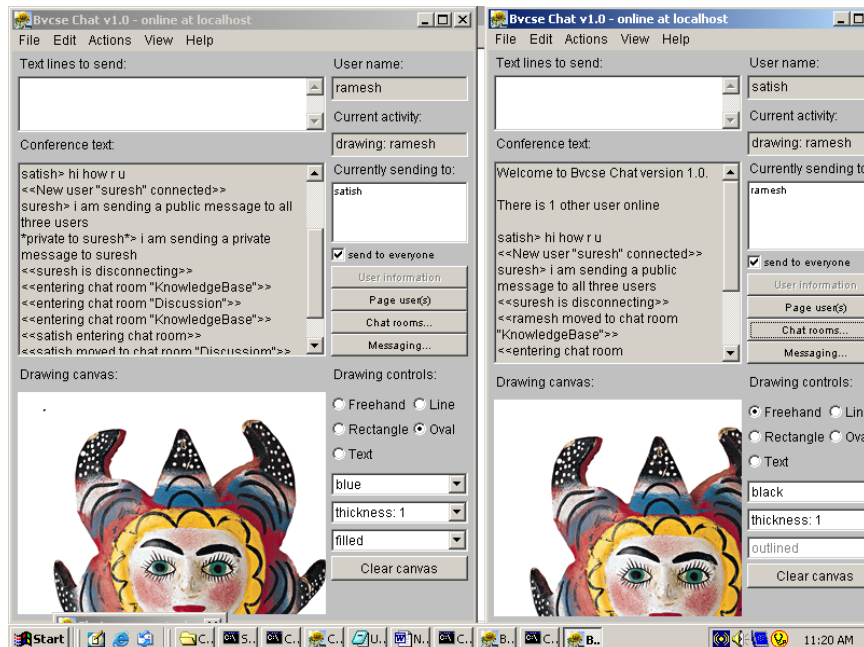 Bvcse Chat v1.0 - online at localhost
File Edit Actions View Help
Text lines to send:
User name:
ramesh
Current activity:
drawing: ramesh
Conference text:
Currently sending to:
satish
satish> hi how r u
<<New user "suresh" connected>>
suresh> i am sending a public message to all
three users
*private to suresh*> i am sending a private
message to suresh
<<suresh is disconnecting>>
<<entering chat room "KnowledgeBase">>
<<entering chat room "Discussion">>
<<entering chat room "KnowledgeBase">>
<<satish entering chat room>>
<<satish moved to chat room "Discussiom">>
send to everyone
User information
Page user(s)
Chat rooms...
Messaging...
Drawing canvas:
Drawing controls:
Freehand Line
Rectangle Oval
Text
blue
thickness: 1
filled
Clear canvas
Bvcse Chat v1.0 - online at localhost
File Edit Actions View Help
Text lines to send:
User name:
satish
Current activity:
drawing: ramesh
Conference text:
Currently sending to
ramesh
Welcome to Bvcse Chat version 1.0.
There is 1 other user online
satish> hi how r u
<<New user "suresh" connected>>
suresh> i am sending a public
message to all three users
<<suresh is disconnecting>>
<<ramesh moved to chat room
"KnowledgeBase">>
<<entering chat room
send to everyone
User information
Page user(s)
Chat rooms...
Messaging...
Drawing canvas:
Drawing controls:
Freehand Lin
Rectangle Ova
Text
black
thickness: 1
outlined
Clear canvas
Start C.. S.. C.. C.. U.. N.. C.. B.. C.. B.. 11:20 AM